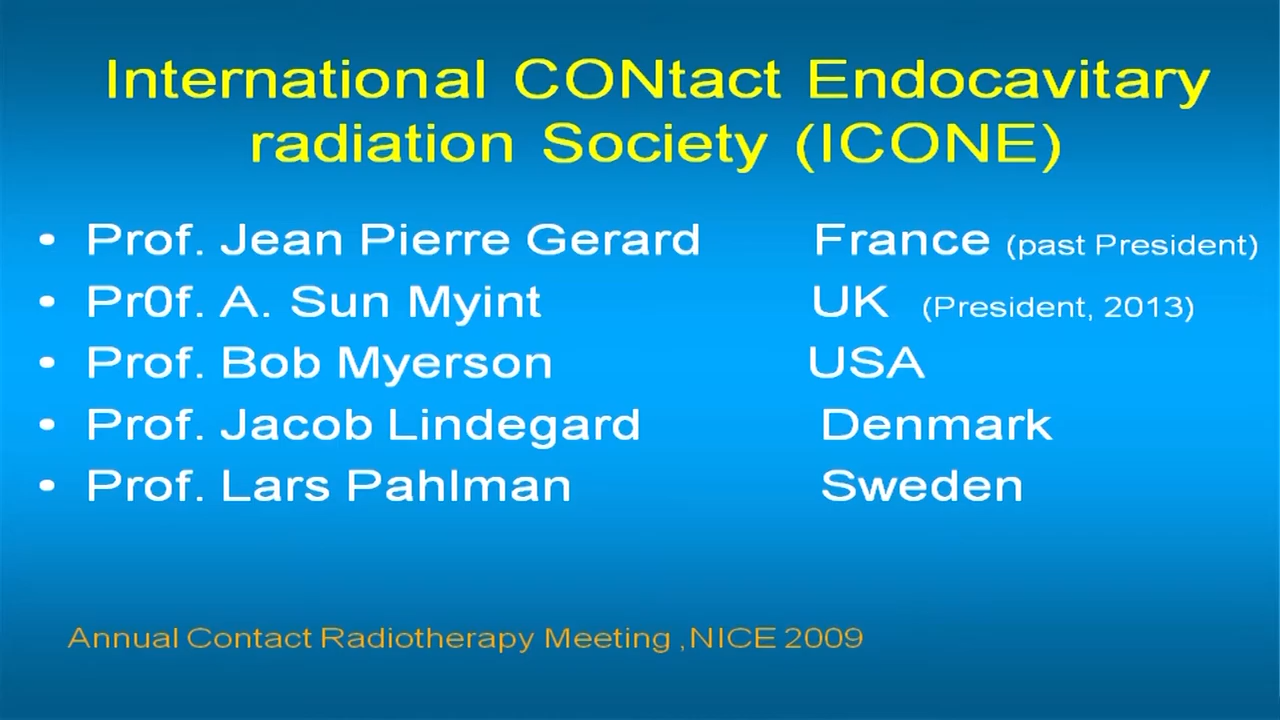 International CONtact Endocavitary
radiation Society (ICONE)
• Prof. Jean Pierre Gerard France (past President)
• Pr0f. A. Sun Myint UK (President, 2013)
• Prof. Bob Myerson USA
• Prof. Jacob Lindegard Denmark
• Prof. Lars Pahlman Sweden
Annual Contact Radiotherapy Meeting ,NICE 2009